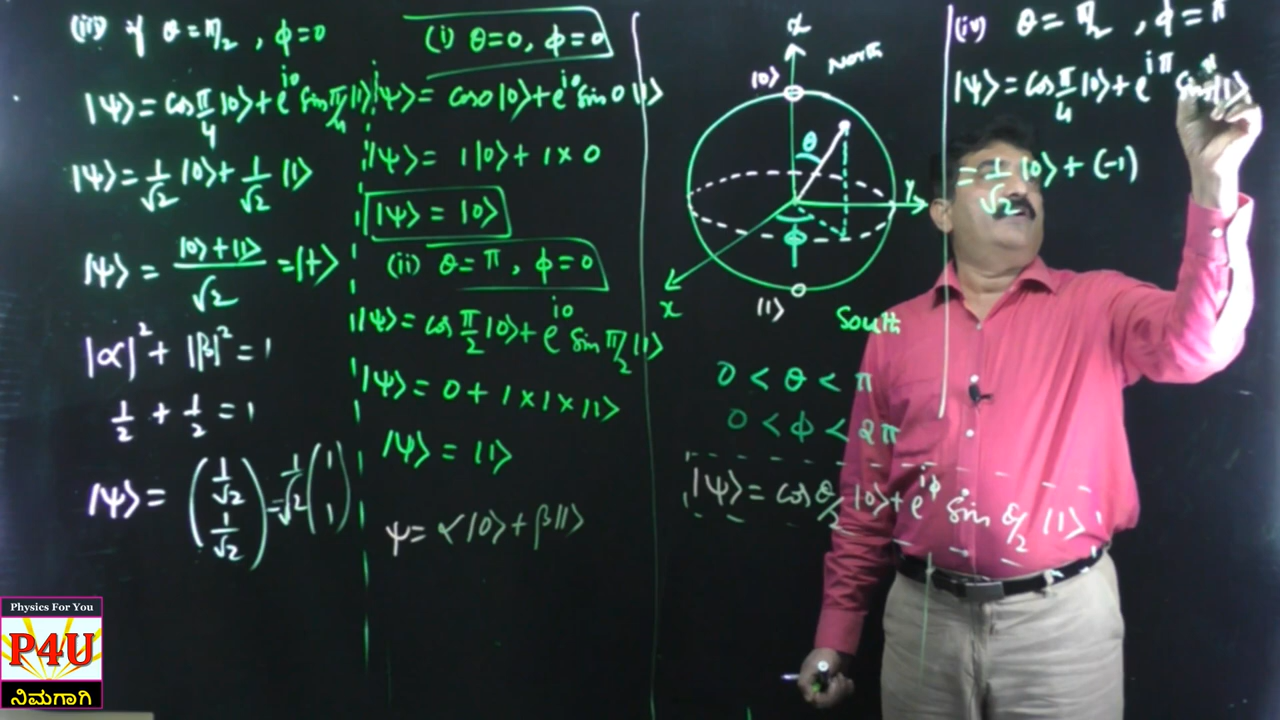 (iii) if θ = π/2 , ϕ = 0
|ψ⟩ = cos π/4 |0⟩ + e^{i0} sin π/4 |1⟩
|ψ⟩ = 1/√2 |0⟩ + 1/√2 |1⟩
|ψ⟩ = (|0⟩ + |1⟩)/√2 = |+⟩
|α|² + |β|² = 1
1/2 + 1/2 = 1
|ψ⟩ = (1/√2 1/√2) = 1/√2 (1 1)
(i) θ = 0, ϕ = 0
|ψ⟩ = cos 0 |0⟩ + e^{i0} sin 0 |1⟩
|ψ⟩ = 1 |0⟩ + 1 × 0
|ψ⟩ = |0⟩
(ii) θ = π , ϕ = 0
|ψ⟩ = cos π/2 |0⟩ + e^{i0} sin π/2 |1⟩
|ψ⟩ = 0 + 1 × 1 × |1⟩
|ψ⟩ = |1⟩
ψ = α |0⟩ + β |1⟩
|0⟩
North
θ
Y
ϕ
x
|1⟩
South
0 < θ < π
0 < ϕ < 2π
|ψ⟩ = cos θ/2 |0⟩ + e^{iϕ} sin θ/2 |1⟩
(iv) θ = π/2 , ϕ = π
|ψ⟩ = cos π/4 |0⟩ + e^{iπ} sin |1⟩
= 1/√2 |0⟩ + (-1)
Physics For You
P4U
ನಿಮಗಾಗಿ